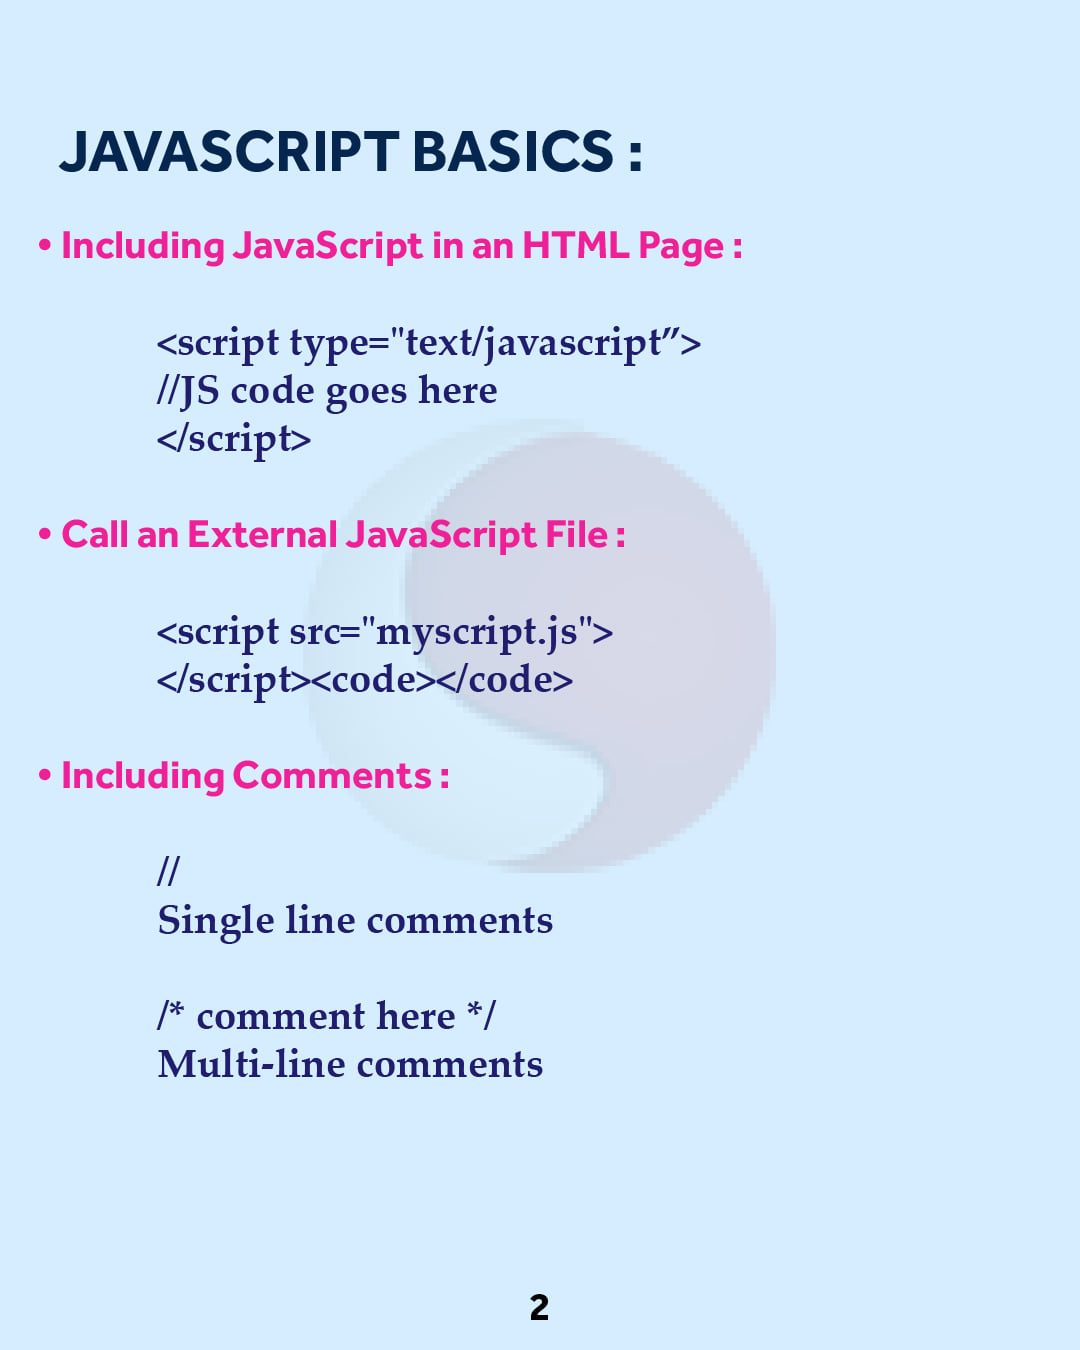 JAVASCRIPT BASICS :
• Including JavaScript in an HTML Page :
<script type="text/javascript”>
//JS code goes here
</script>
• Call an External JavaScript File :
<script src="myscript.js">
</script><code></code>
• Including Comments :
//
Single line comments
/* comment here */
Multi-line comments
2